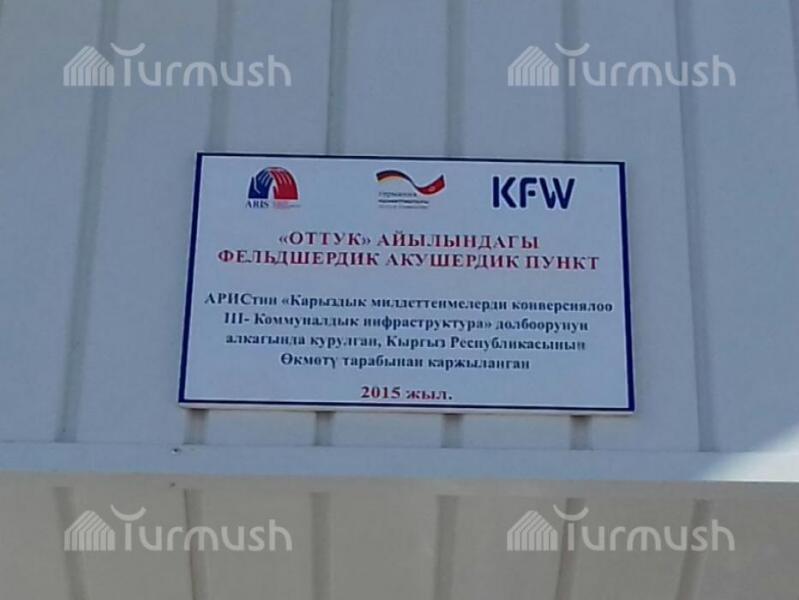 Turmush Turmush
ARIS германия KFW
«ОТТУК» АЙЫЛЫНДАГЫ
ФЕЛЬДШЕРДИК АКУШЕРДИК ПУНКТ
АРИСтин «Карыздык милдеттенмелерди конверсиялоо
III- Коммуналдык инфраструктура» долбоорунун
алкагында курулган, Кыргыз Республикасынын
Өкмөтү тарабынан каржыланган
2015 жыл.
Turmush Turmush